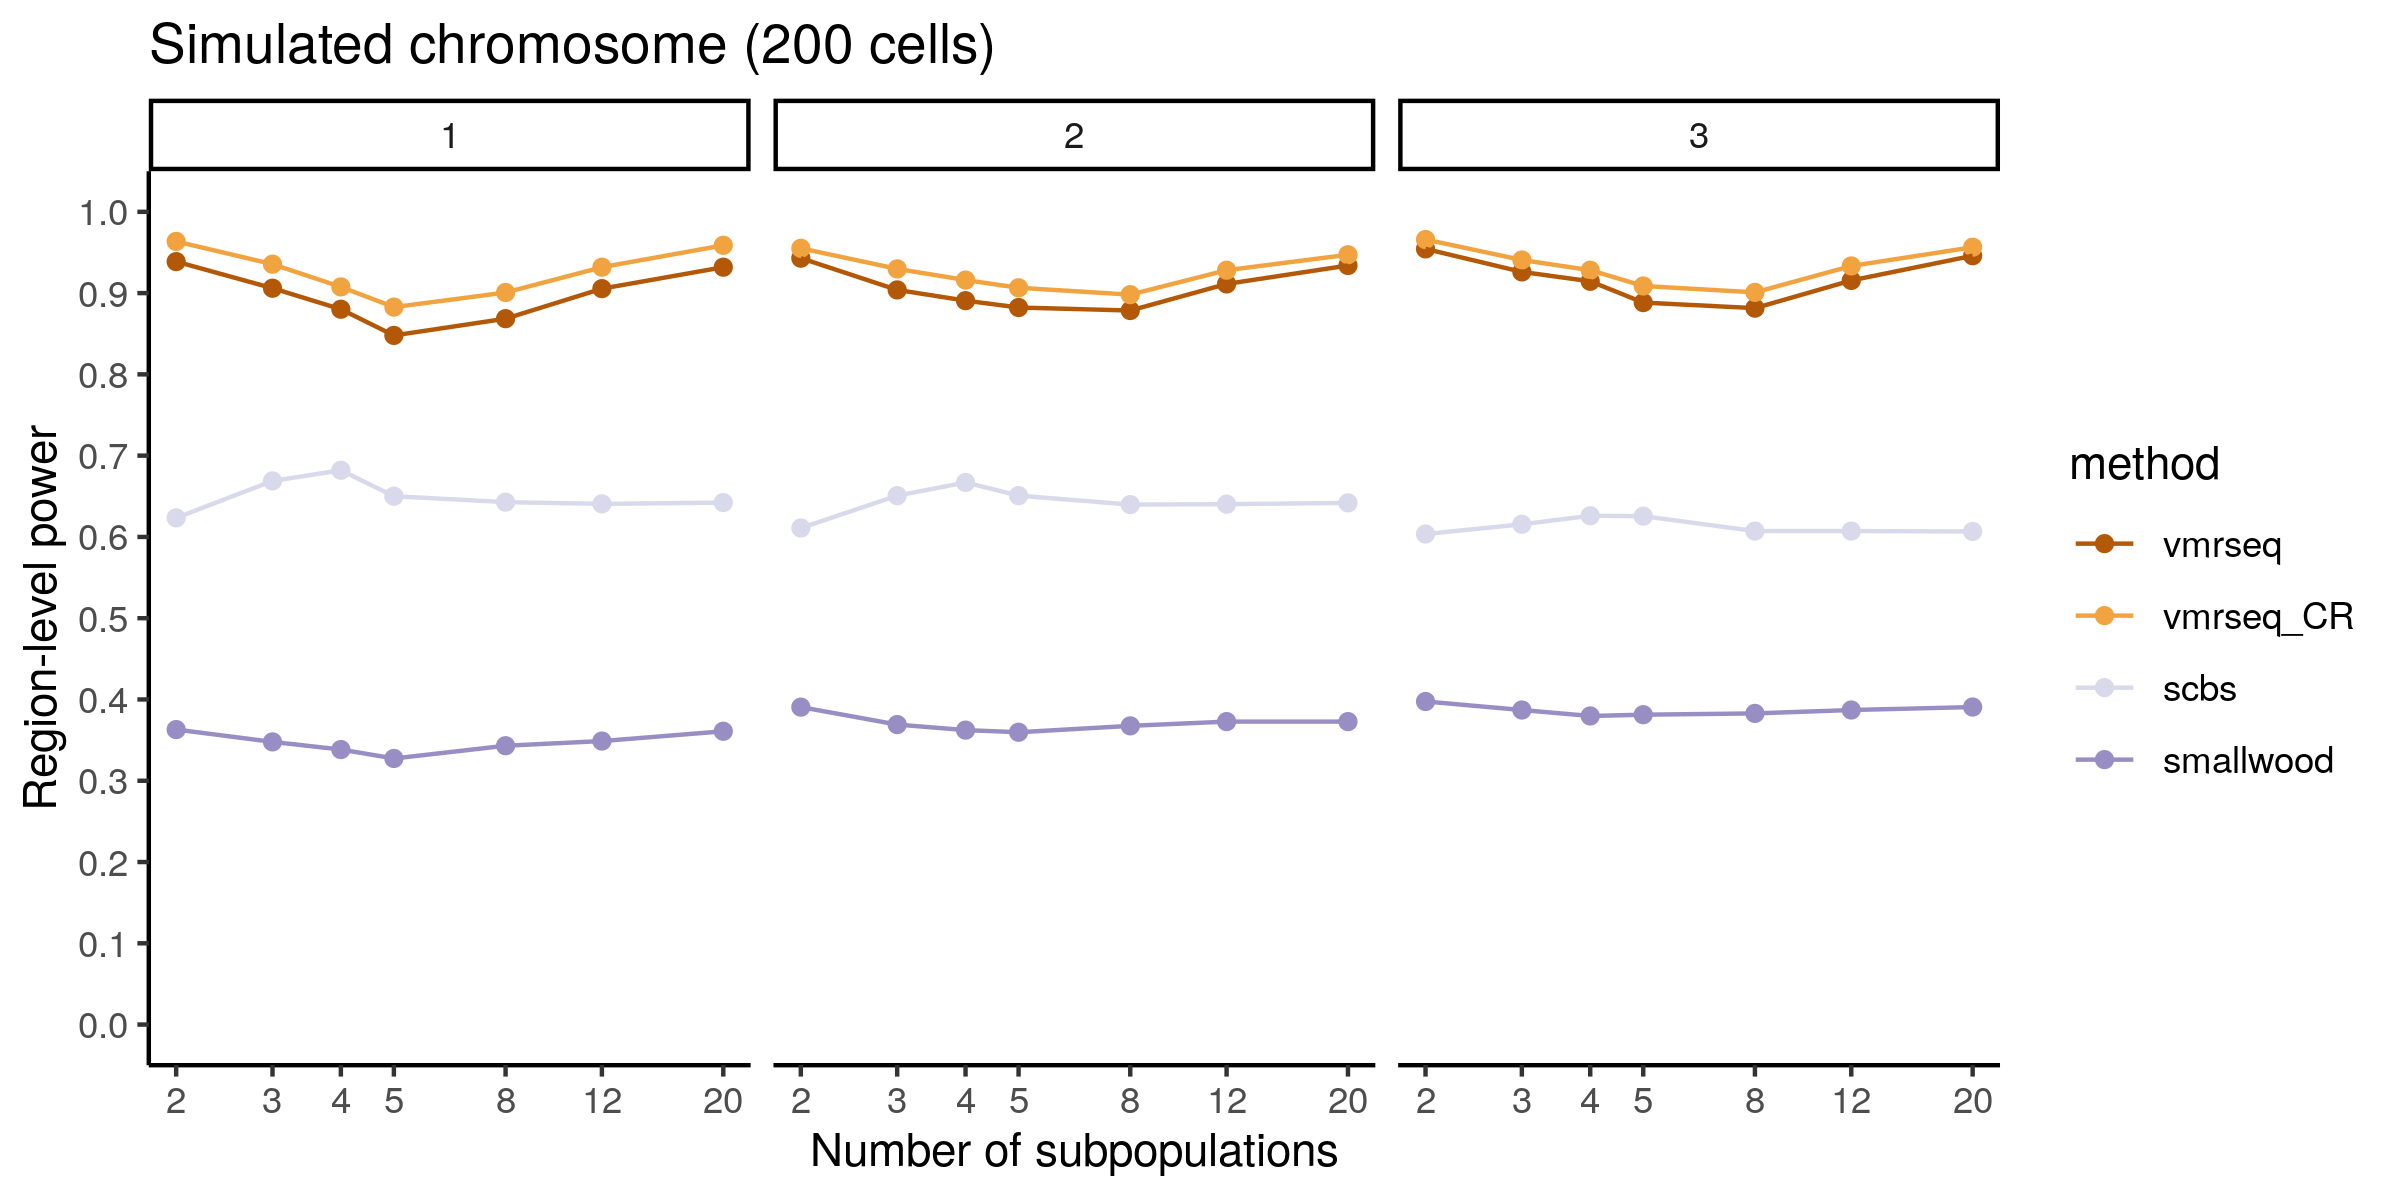 Simulated chromosome (200 cells)
1 2 3
Region-level power
1.0
0.9
0.8
0.7
0.6
0.5
0.4
0.3
0.2
0.1
0.0
2 3 4 5 8 12 20 2 3 4 5 8 12 20 2 3 4 5 8 12 20
Number of subpopulations
method
vmrseq
vmrseq_CR
scbs
smallwood